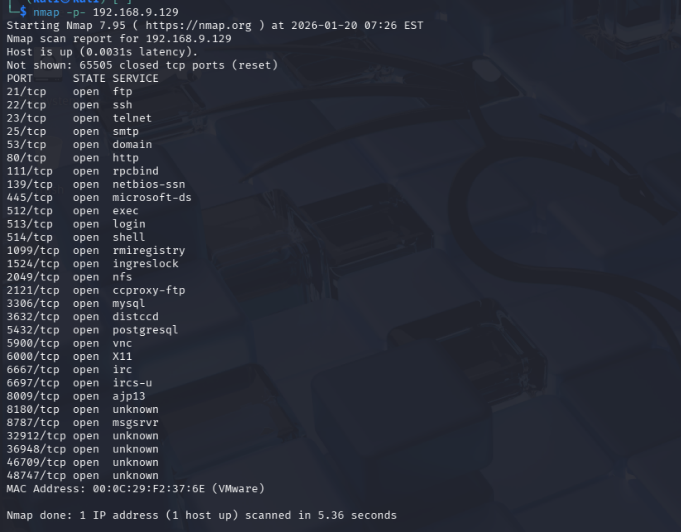 └─$ nmap -p- 192.168.9.129
Starting Nmap 7.95 ( https://nmap.org ) at 2026-01-20 07:26 EST
Nmap scan report for 192.168.9.129
Host is up (0.0031s latency).
Not shown: 65505 closed tcp ports (reset)
PORT      STATE SERVICE
21/tcp    open  ftp
22/tcp    open  ssh
23/tcp    open  telnet
25/tcp    open  smtp
53/tcp    open  domain
80/tcp    open  http
111/tcp   open  rpcbind
139/tcp   open  netbios-ssn
445/tcp   open  microsoft-ds
512/tcp   open  exec
513/tcp   open  login
514/tcp   open  shell
1099/tcp  open  rmiregistry
1524/tcp  open  ingreslock
2049/tcp  open  nfs
2121/tcp  open  ccproxy-ftp
3306/tcp  open  mysql
3632/tcp  open  distccd
5432/tcp  open  postgresql
5900/tcp  open  vnc
6000/tcp  open  X11
6667/tcp  open  irc
6697/tcp  open  ircs-u
8009/tcp  open  ajp13
8180/tcp  open  unknown
8787/tcp  open  msgsrvr
32912/tcp open  unknown
36948/tcp open  unknown
46709/tcp open  unknown
48747/tcp open  unknown
MAC Address: 00:0C:29:F2:37:6E (VMware)
Nmap done: 1 IP address (1 host up) scanned in 5.36 seconds